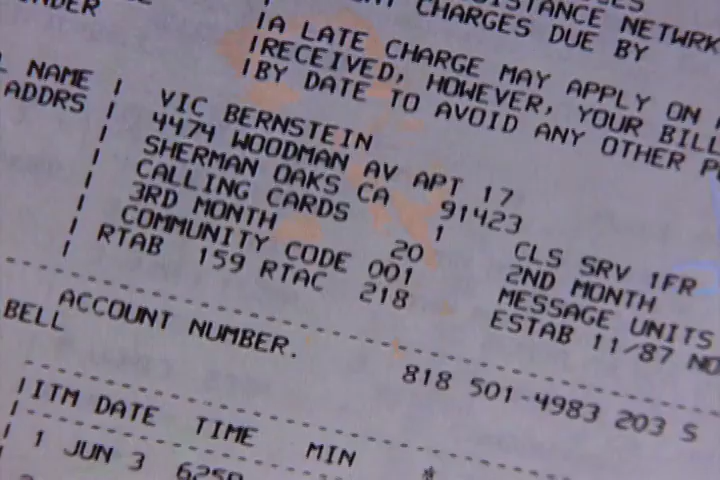 CHARGES DUE BY
|A LATE CHARGE MAY APPLY ON
|RECEIVED, HOWEVER, YOUR BILL
|BY DATE TO AVOID ANY OTHER
NAME | VIC BERNSTEIN
ADDRS | 4474 WOODMAN AV APT 17
| SHERMAN OAKS CA 91423
| CALLING CARDS 1 CLS SRV 1FR
| 3RD MONTH 20 2ND MONTH
| COMMUNITY CODE 001 MESSAGE UNITS
| RTAB 159 RTAC 218 ESTAB 11/87
ACCOUNT NUMBER. 818 501-4983 203 S
BELL
|ITM DATE TIME MIN *
| 1 JUN 3